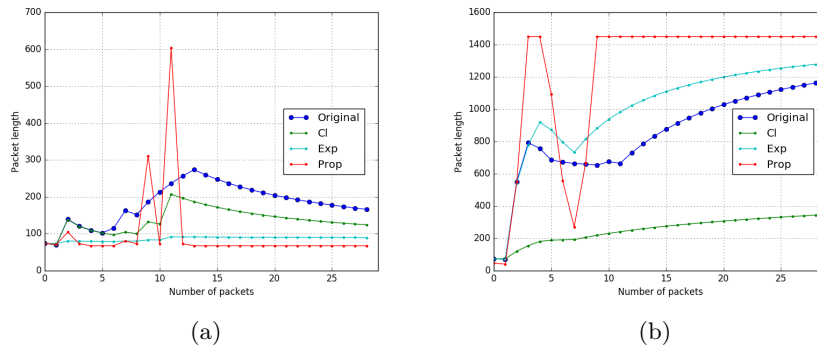 700
600
500
400
300
200
100
0
Packet length
0 5 10 15 20 25
Number of packets
Original
Cl
Exp
Prop
(a)
1600
1400
1200
1000
800
600
400
200
0
Packet length
0 5 10 15 20 25
Number of packets
Original
Cl
Exp
Prop
(b)